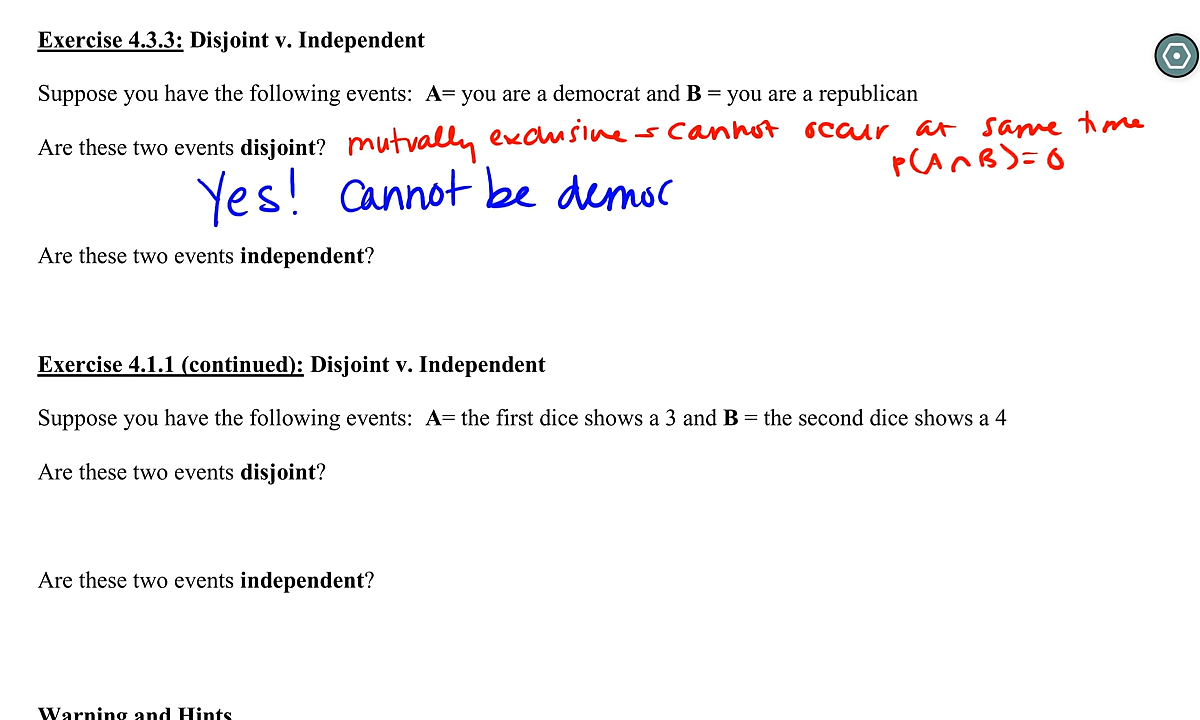 Exercise 4.3.3: Disjoint v. Independent
Suppose you have the following events: A= you are a democrat and B = you are a republican
Are these two events disjoint? mutually exclusive → cannot occur at same time
P(A ∩ B) = 0
Yes! Cannot be democ
Are these two events independent?
Exercise 4.1.1 (continued): Disjoint v. Independent
Suppose you have the following events: A= the first dice shows a 3 and B = the second dice shows a 4
Are these two events disjoint?
Are these two events independent?
Warning and Hints